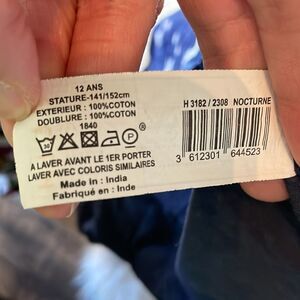 12 ANS
STATURE-141/152cm
EXTERIEUR : 100%COTON
DOUBLURE : 100%COTON
1840
30 P
A LAVER AVANT LE 1ER PORTER
LAVER AVEC COLORIS SIMILAIRES
Made in : India
Fabriqué en : Inde
H 3182 / 2308 NOCTURNE
3 612301 644523